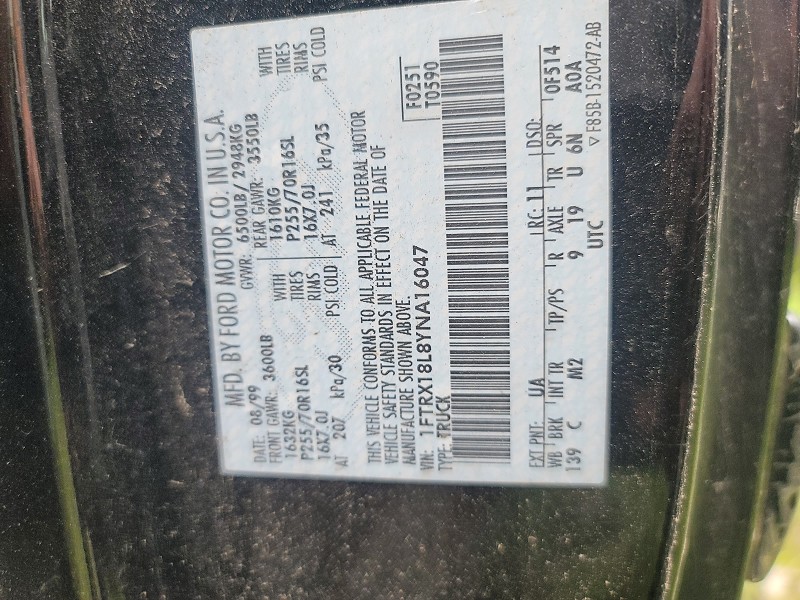 MFD. BY FORD MOTOR CO. IN U.S.A.
DATE: 08/99
GVWR: 6500LB/ 2948KG
FRONT GAWR: 3600LB
REAR GAWR: 3550LB
1632KG WITH
1610KG WITH
P255/70R16SL TIRES
P255/70R16SL TIRES
16X7.0J RIMS
16X7.0J RIMS
AT 207 kPa/30 PSI COLD
AT 241 kPa/35 PSI COLD
THIS VEHICLE CONFORMS TO ALL APPLICABLE FEDERAL MOTOR
VEHICLE SAFETY STANDARDS IN EFFECT ON THE DATE OF
MANUFACTURE SHOWN ABOVE.
VIN: 1FTRX18L8YNA16047
TYPE: TRUCK
F0251
T0590
EXT PNT: UA RC: 11 DSO: 0F514
WB BRK INT TR TP/PS R AXLE TR SPR A0A
139 C M2 9 19 U 6N
UTC
▽ F85B-1520472-AB